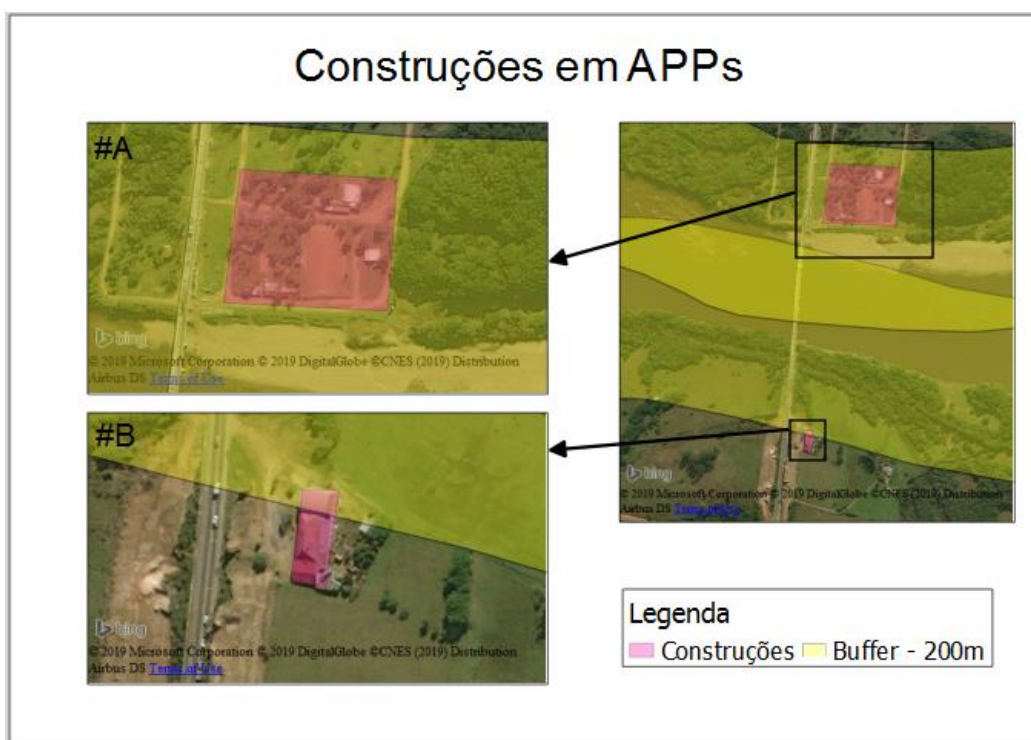 Construções em APPs
#A
bing
© 2019 Microsoft Corporation © 2019 DigitalGlobe ©CNES (2019) Distribution
Airbus DS Terms of Use
#B
bing
© 2019 Microsoft Corporation © 2019 DigitalGlobe ©CNES (2019) Distribution
Airbus DS Terms of Use
bing
© 2019 Microsoft Corporation © 2019 DigitalGlobe ©CNES (2019) Distribution
Airbus DS Terms of Use
Legenda
Construções Buffer - 200m